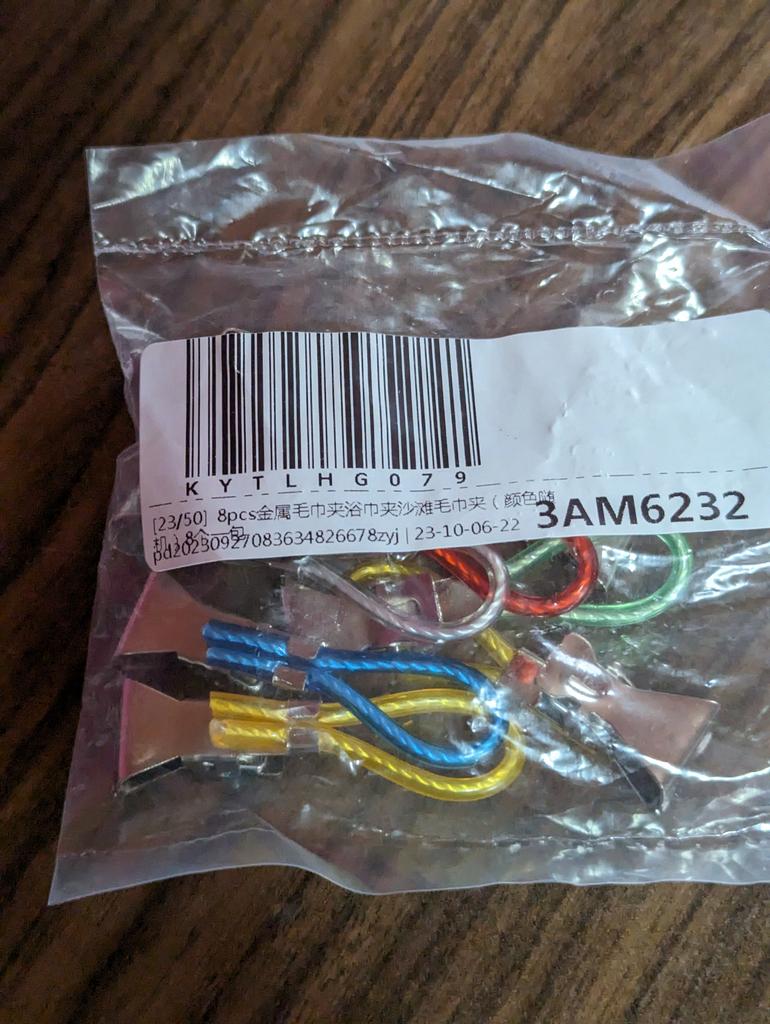 KYTLHG079
[23/50] 8pcs金属毛巾夹浴巾夹沙滩毛巾夹（颜色随
机）8个一包
3AM6232
pd20230927083634826678zyj | 23-10-06-22